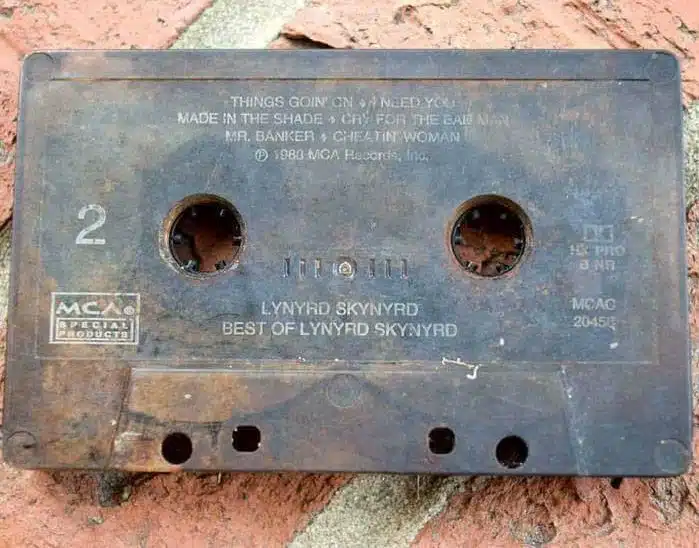 THINGS GOIN' ON ♦ I NEED YOU
MADE IN THE SHADE ♦ CRY FOR THE BAD MAN
MR. BANKER ♦ CHEATIN' WOMAN
℗ 1988 MCA Records, Inc.
2
HX PRO
B NR
MCA®
SPECIAL
PRODUCTS
LYNYRD SKYNYRD
BEST OF LYNYRD SKYNYRD
MCAC